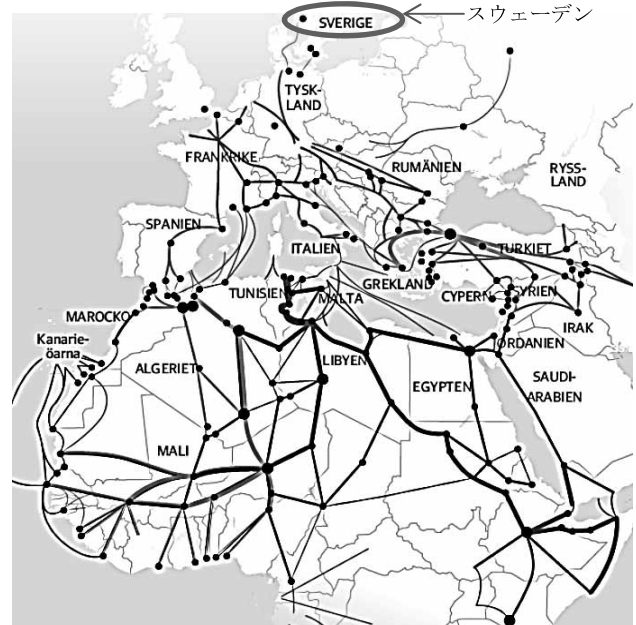 SVERIGE
スウェーデン
TYSK-
LAND
FRANKRIKE
RUMÄNIEN
RYSS-
LAND
SPANIEN
ITALIEN
TURKIET
GREKLAND
TUNISIEN
MALTA
CYPERN
SYRIEN
MAROCKO
IRAK
Kanarie-
öarna
JORDANIEN
ALGERIET
LIBYEN
EGYPTEN
SAUDI-
ARABIEN
MALI